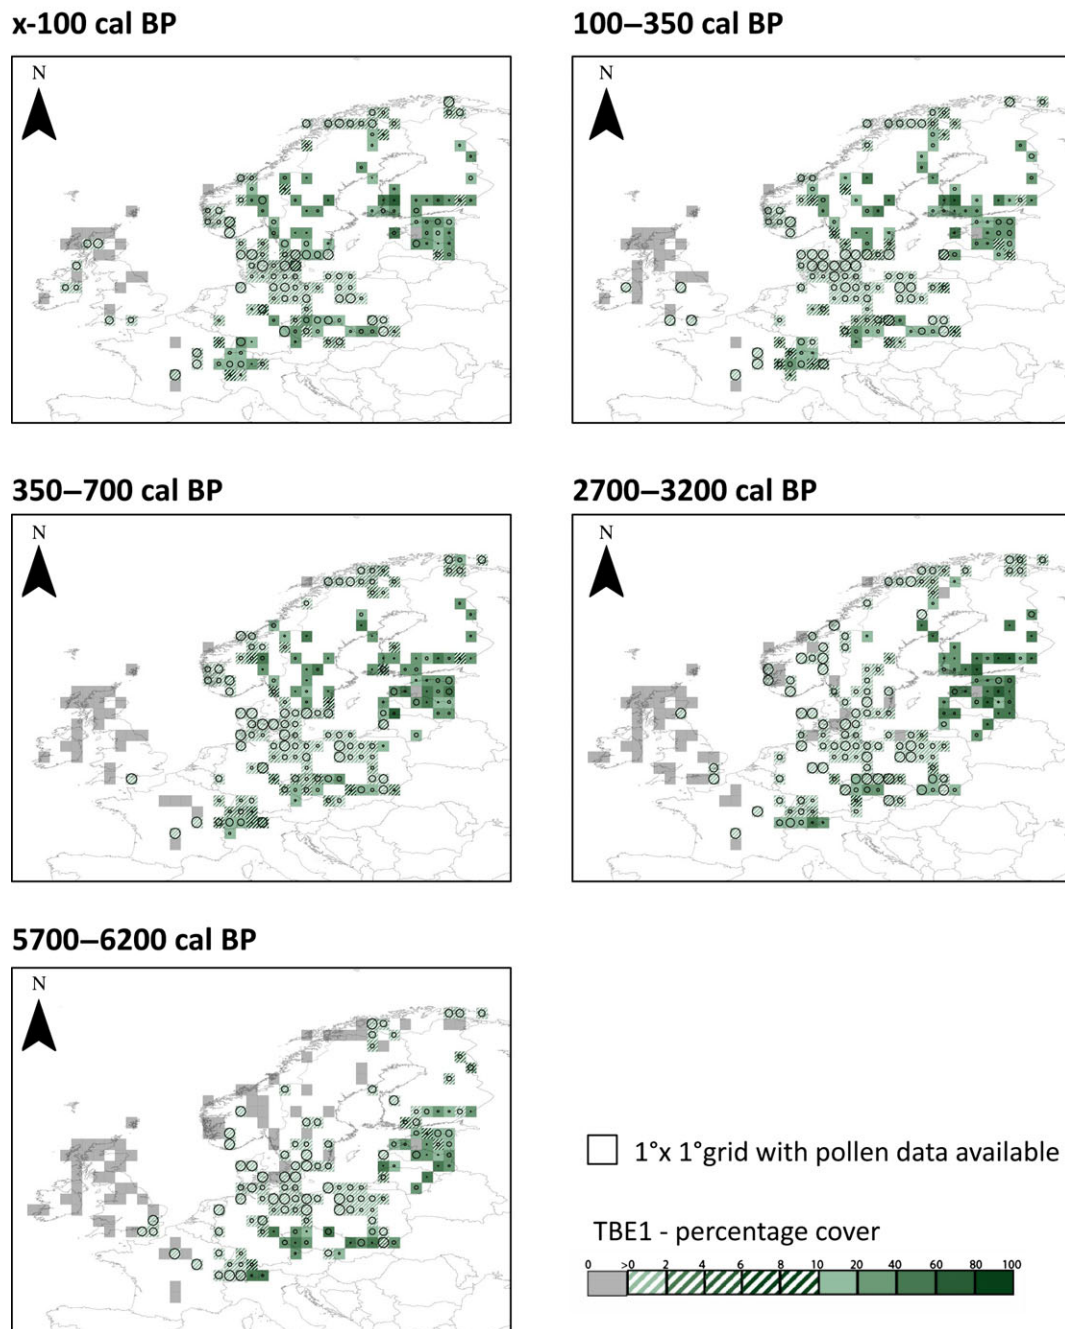 x-100 cal BP
100–350 cal BP
N
N
350–700 cal BP
2700–3200 cal BP
N
N
5700–6200 cal BP
N
1°x 1°grid with pollen data available
TBE1 - percentage cover
0 >0 2 4 6 8 10 20 40 60 80 100